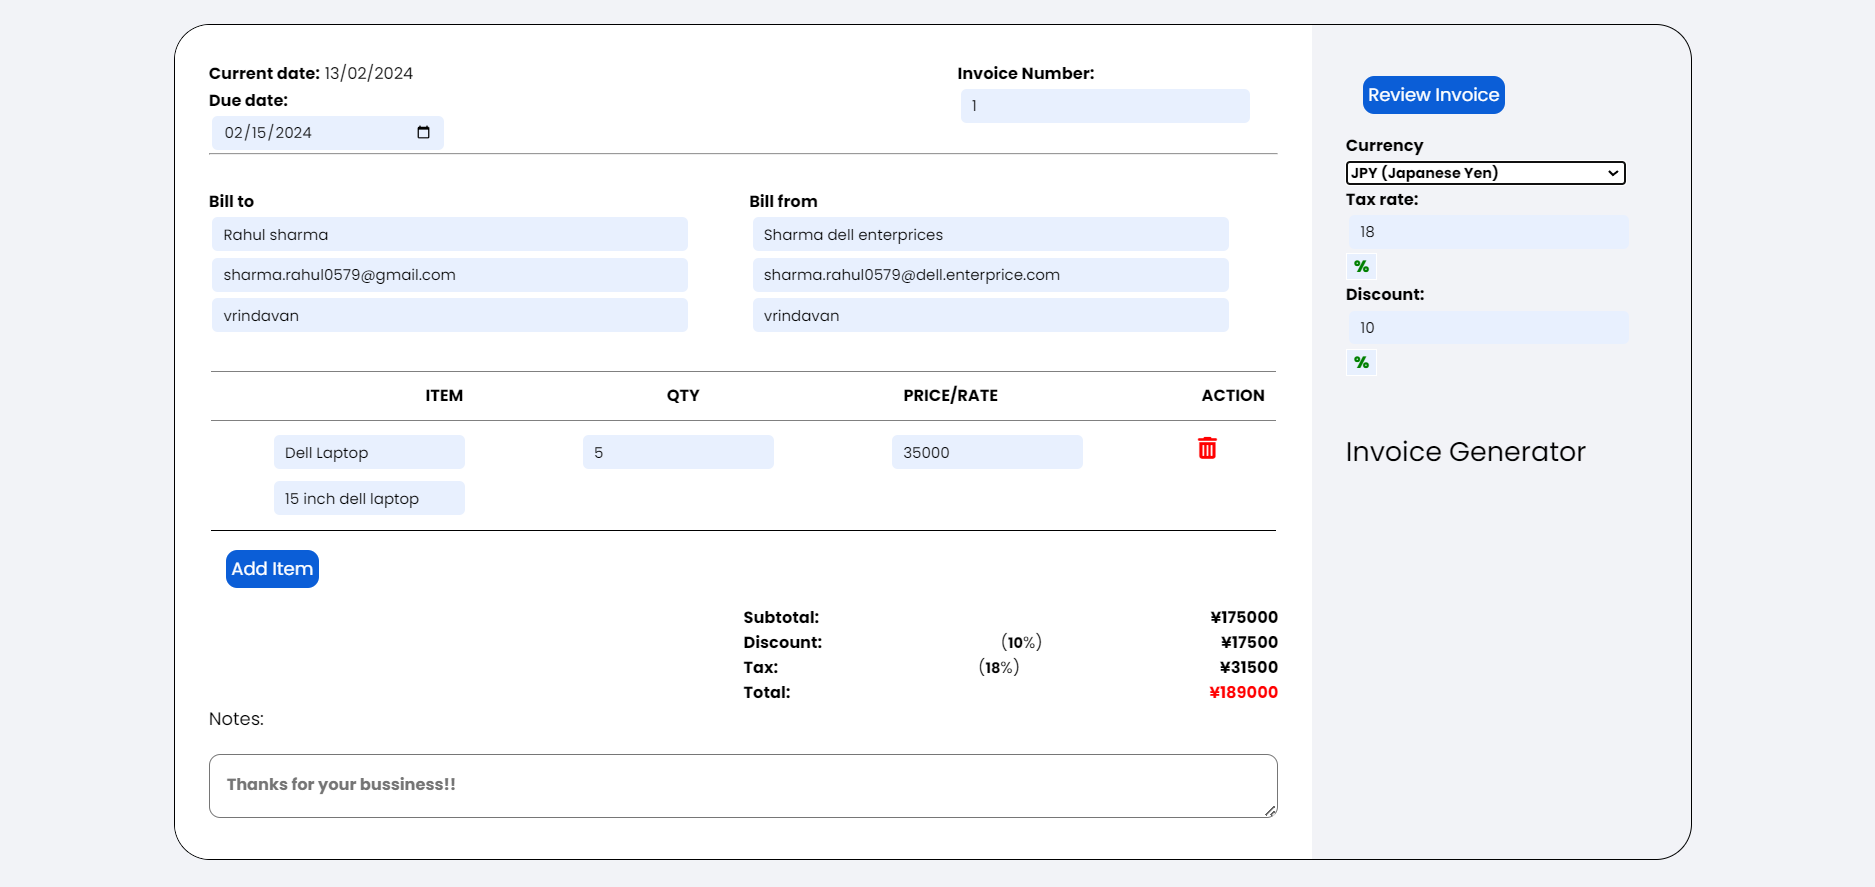 Current date: 13/02/2024
Due date:
02/15/2024
Invoice Number:
1
Bill to
Rahul sharma
sharma.rahul0579@gmail.com
vrindavan
Bill from
Sharma dell enterprices
sharma.rahul0579@dell.enterprice.com
vrindavan
ITEM QTY PRICE/RATE ACTION
Dell Laptop 5 35000
15 inch dell laptop
Add Item
Subtotal: ¥175000
Discount: (10%) ¥17500
Tax: (18%) ¥31500
Total: ¥189000
Notes:
Thanks for your bussiness!!
Review Invoice
Currency
JPY (Japanese Yen)
Tax rate:
18
%
Discount:
10
%
Invoice Generator